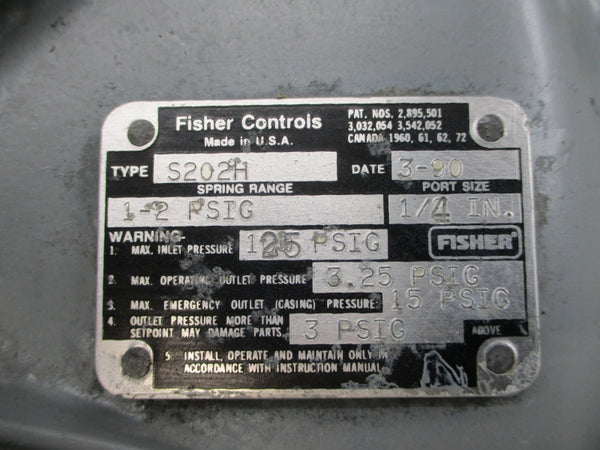 Fisher Controls
Made in U.S.A.
PAT. NOS. 2,895,501
3,032,054 3,542,052
CANADA 1960, 61, 62, 72
TYPE S202H DATE 3-90
SPRING RANGE PORT SIZE
1-2 PSIG 1/4 IN.
WARNING-
1. MAX. INLET PRESSURE 125 PSIG FISHER
2. MAX. OPERATING OUTLET PRESSURE 3.25 PSIG
3. MAX. EMERGENCY OUTLET (CASING) PRESSURE: 15 PSIG
4. OUTLET PRESSURE MORE THAN 3 PSIG ABOVE
SETPOINT MAY DAMAGE PARTS.
5. INSTALL, OPERATE AND MAINTAIN ONLY IN
ACCORDANCE WITH INSTRUCTION MANUAL